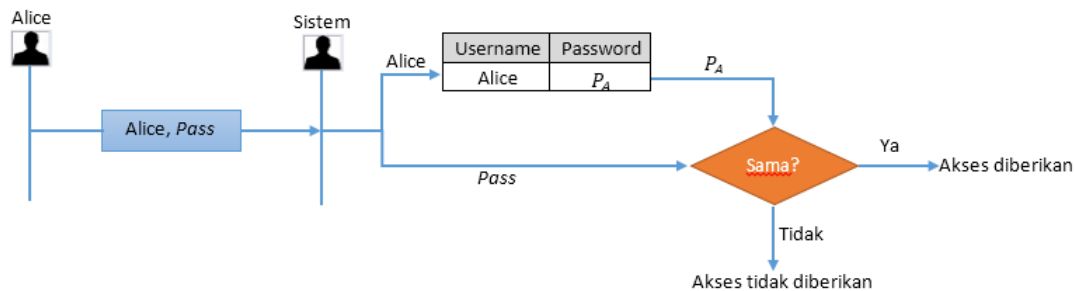 Alice
Sistem
Alice, Pass
Alice
Username Password
Alice P_A
P_A
Pass
Sama?
Ya
Akses diberikan
Tidak
Akses tidak diberikan